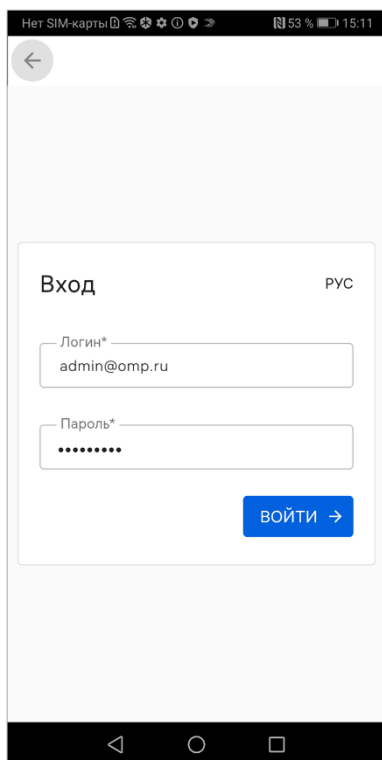 Нет SIM-карты 53 % 15:11
Вход РУС
Логин*
admin@omp.ru
Пароль*
•••••••••
ВОЙТИ →